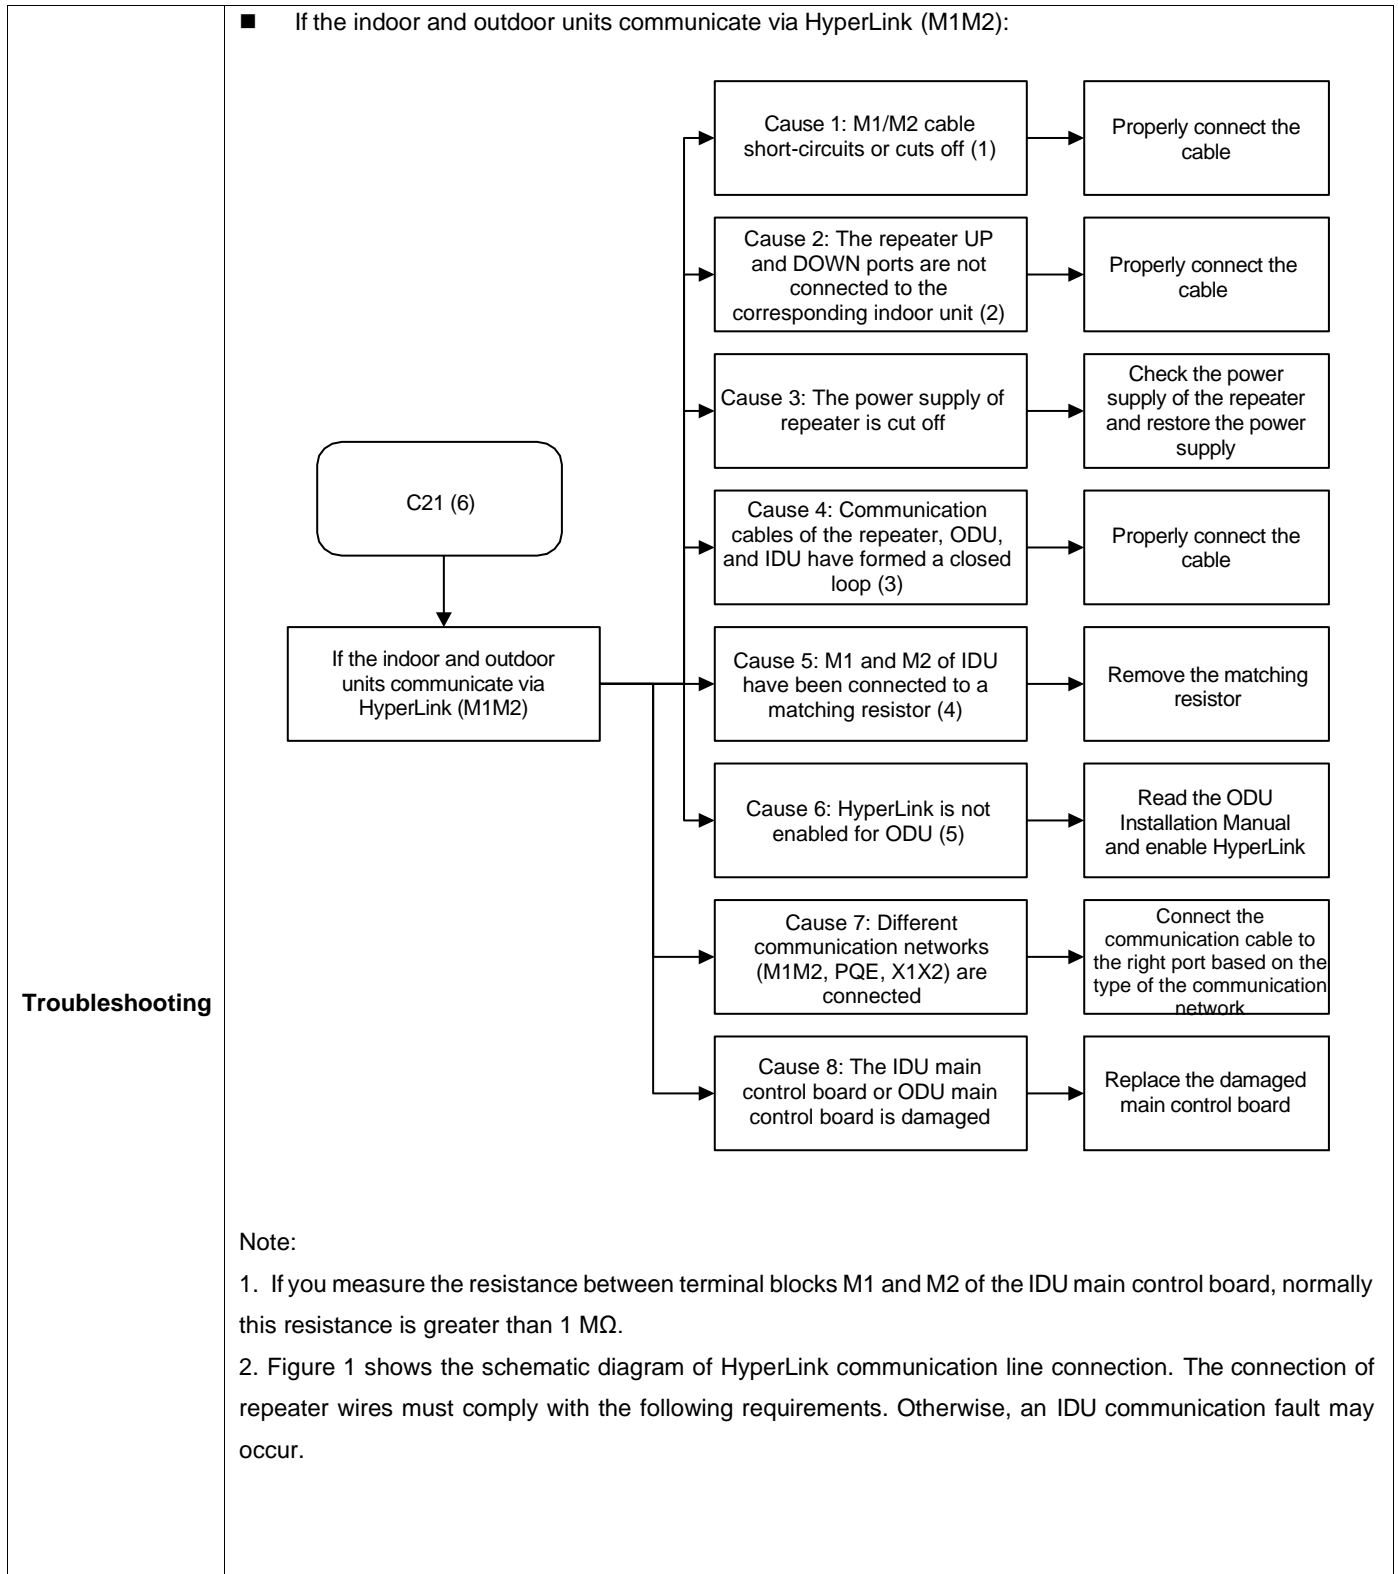 ■ If the indoor and outdoor units communicate via HyperLink (M1M2):
Cause 1: M1/M2 cable
short-circuits or cuts off (1)
Properly connect the
cable
Cause 2: The repeater UP
and DOWN ports are not
connected to the
corresponding indoor unit (2)
Properly connect the
cable
Cause 3: The power supply of
repeater is cut off
Check the power
supply of the repeater
and restore the power
supply
C21 (6)
Cause 4: Communication
cables of the repeater, ODU,
and IDU have formed a closed
loop (3)
Properly connect the
cable
If the indoor and outdoor
units communicate via
HyperLink (M1M2)
Cause 5: M1 and M2 of IDU
have been connected to a
matching resistor (4)
Remove the matching
resistor
Cause 6: HyperLink is not
enabled for ODU (5)
Read the ODU
Installation Manual
and enable HyperLink
Cause 7: Different
communication networks
(M1M2, PQE, X1X2) are
connected
Connect the
communication cable to
the right port based on the
type of the communication
network
Troubleshooting
Cause 8: The IDU main
control board or ODU main
control board is damaged
Replace the damaged
main control board
Note:
1. If you measure the resistance between terminal blocks M1 and M2 of the IDU main control board, normally
this resistance is greater than 1 MΩ.
2. Figure 1 shows the schematic diagram of HyperLink communication line connection. The connection of
repeater wires must comply with the following requirements. Otherwise, an IDU communication fault may
occur.